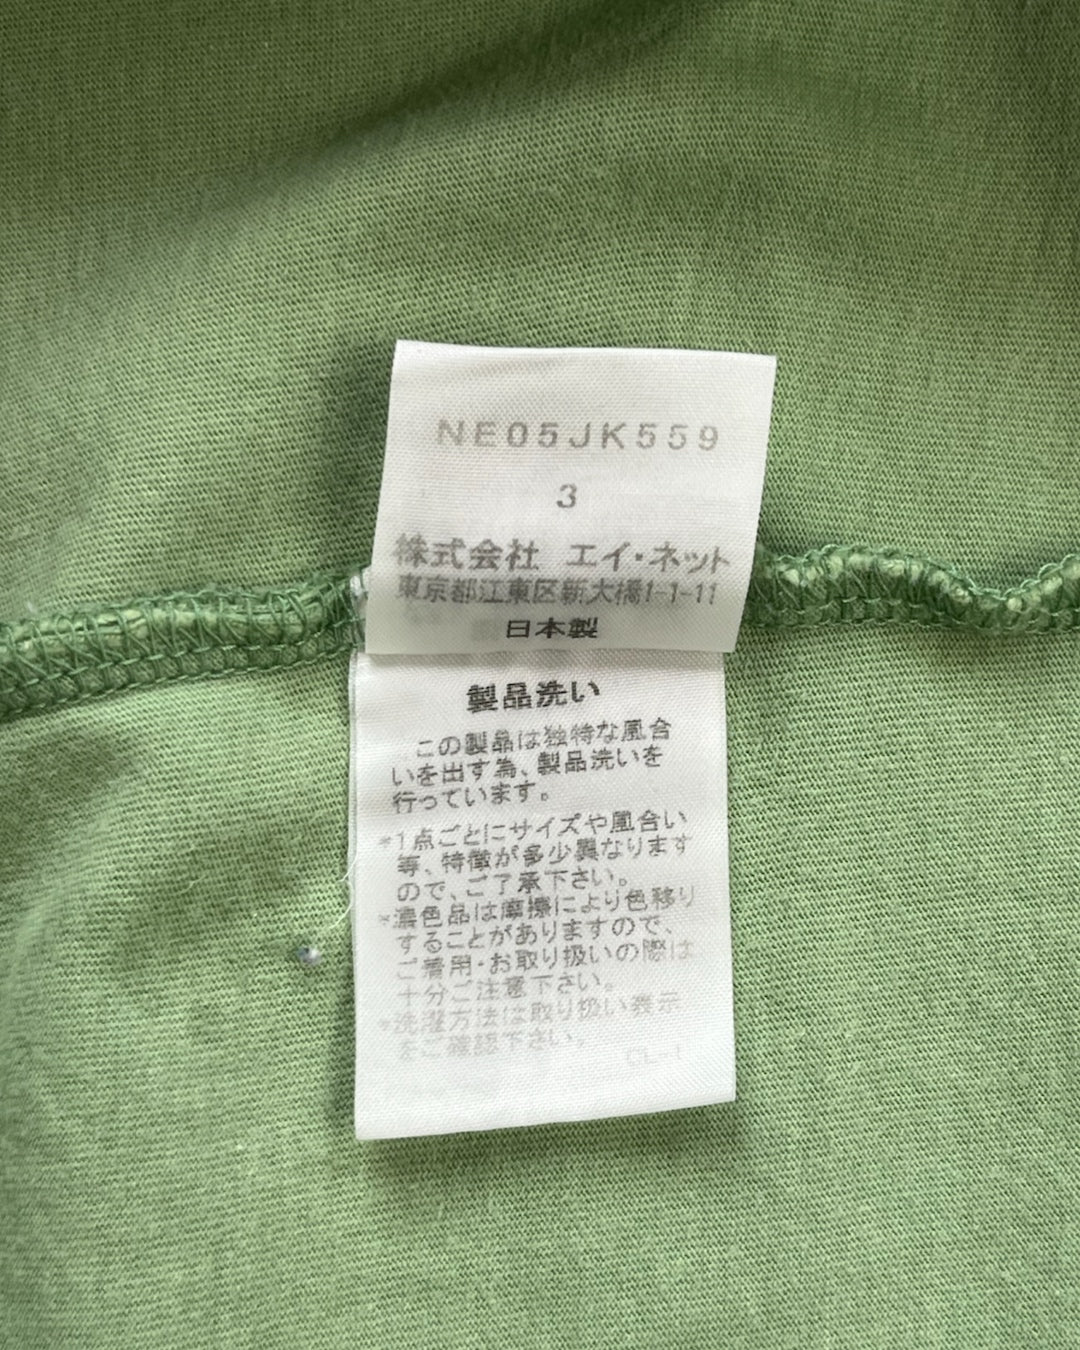 NE05JK559
3
株式会社 エイ・ネット
東京都江東区新大橋1-1-11
日本製
製品洗い
この製品は独特な風合
いを出す為、製品洗いを
行っています。
*1点ごとにサイズや風合い
等、特徴が多少異なります
ので、ご了承下さい。
*濃色品は摩擦により色移り
することがありますので、
ご着用・お取り扱いの際は
十分ご注意下さい。
*洗濯方法は取り扱い表示
をご確認下さい。
CL-1